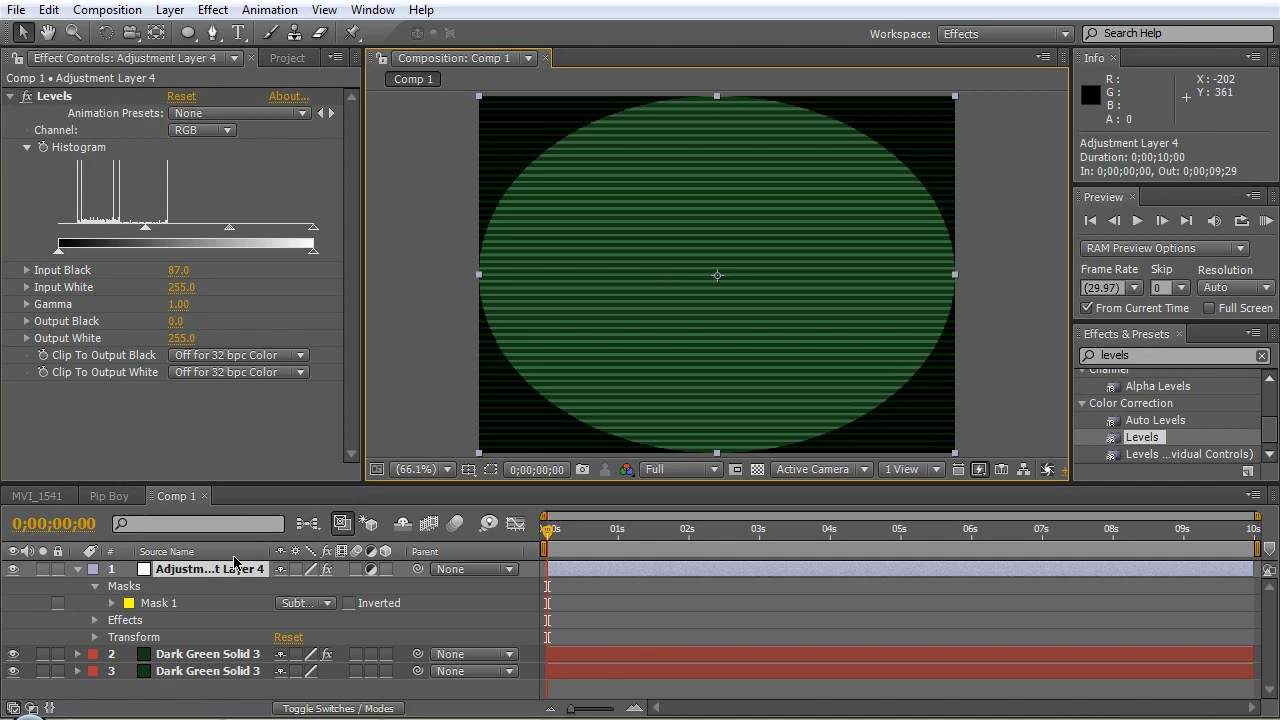 File Edit Composition Layer Effect Animation View Window Help
Workspace: Effects Search Help
Effect Controls: Adjustment Layer 4 Project
Comp 1 • Adjustment Layer 4
fx Levels Reset About...
Animation Presets: None
Channel: RGB
Histogram
Input Black 87.0
Input White 255.0
Gamma 1.00
Output Black 0.0
Output White 255.0
Clip To Output Black Off for 32 bpc Color
Clip To Output White Off for 32 bpc Color
Composition: Comp 1
Comp 1
(66.1%) 0;00;00;00 Full Active Camera 1 View
Info
R :
G :
B :
A : 0
X : -202
Y : 361
Adjustment Layer 4
Duration: 0;00;10;00
In: 0;00;00;00, Out: 0;00;09;29
Preview
RAM Preview Options
Frame Rate Skip Resolution
(29.97) 0 Auto
From Current Time Full Screen
Effects & Presets
levels
Channel
Alpha Levels
Color Correction
Auto Levels
Levels
Levels ...vidual Controls)
MVI_1541 Pip Boy Comp 1
0;00;00;00
# Source Name fx Parent
1 Adjustm...t Layer 4 fx None
Masks
Mask 1 Subt... Inverted
Effects
Transform Reset
2 Dark Green Solid 3 fx None
3 Dark Green Solid 3 None
Toggle Switches / Modes
01s 02s 03s 04s 05s 06s 07s 08s 09s 10s